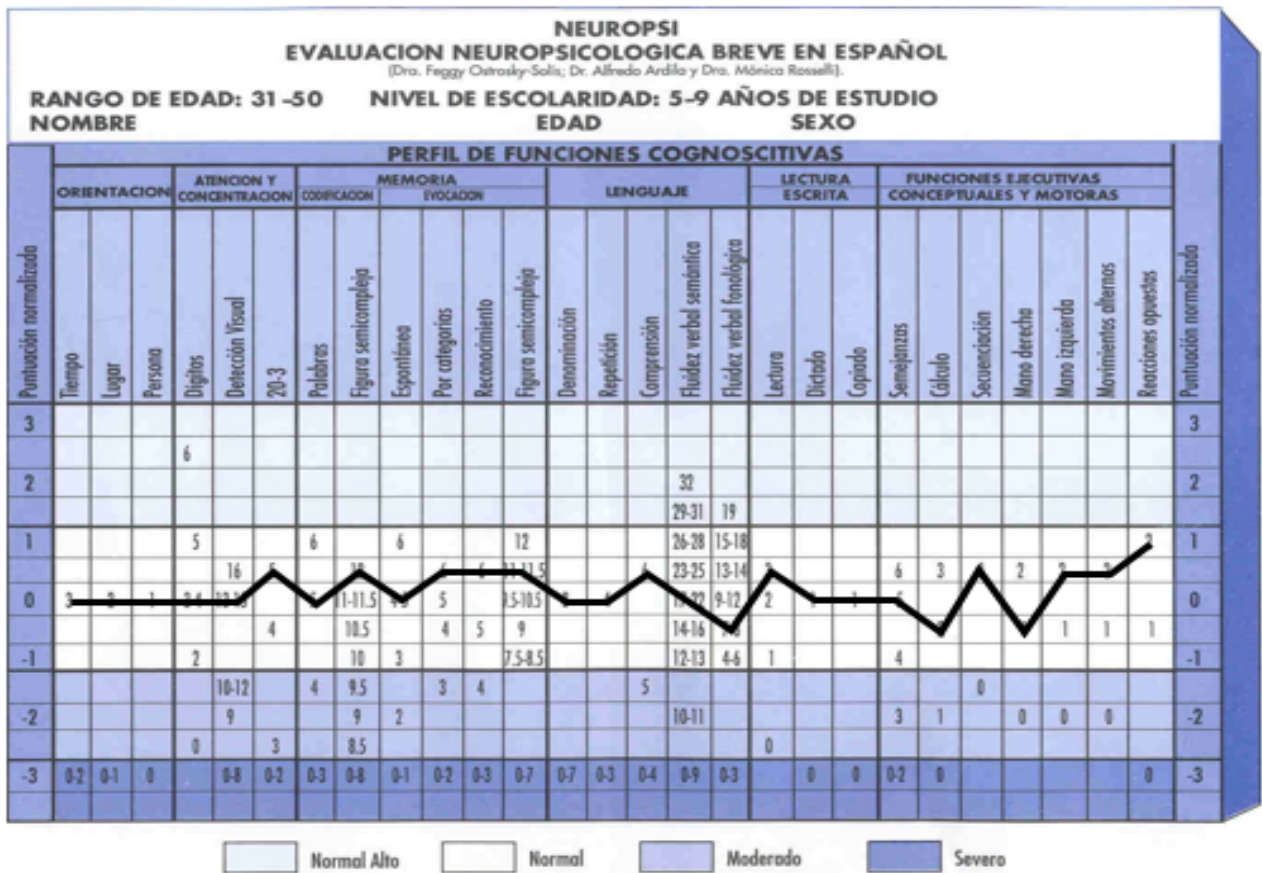 NEUROPSI
EVALUACION NEUROPSICOLOGICA BREVE EN ESPAÑOL
(Dra. Feggy Ostrosky-Solis; Dr. Alfredo Ardila y Dra. Mónica Rosselli).
RANGO DE EDAD: 31-50 NIVEL DE ESCOLARIDAD: 5-9 AÑOS DE ESTUDIO
NOMBRE EDAD SEXO
PERFIL DE FUNCIONES COGNOSCITIVAS
ORIENTACION ATENCION Y CONCENTRACION MEMORIA LENGUAJE LECTURA ESCRITA FUNCIONES EJECUTIVAS CONCEPTUALES Y MOTORAS
CODIFICACION EVOCACION
Puntuación normalizada Tiempo Lugar Persona Dígitos Detección Visual 20-3 Palabras Figura semicompleja Espontánea Por categorías Reconocimiento Figura semicompleja Denominación Repetición Comprensión Fluidez verbal semántica Fluidez verbal fonológica Lectura Dictado Copiado Semejanzas Cálculo Secuenciación Mano derecha Mano izquierda Movimientos alternos Reacciones opuestas Puntuación normalizada
3 3
6
2 32 2
29-31 19
1 5 6 6 12 26-28 15-18 1
16 23-25 13-14 6 3 2
0 3 11-11.5 5 9-12 2 0
4 10.5 4 5 9 14-16 1 1 1
-1 2 10 3 7.5-8.5 12-13 4-6 1 4 -1
10-12 4 9.5 3 4 5 0
-2 9 9 2 10-11 3 1 0 0 0 -2
0 3 8.5 0
-3 0-2 0-1 0 0-8 0-2 0-3 0-8 0-1 0-2 0-3 0-7 0-7 0-3 0-4 0-9 0-3 0 0 0-2 0 0 -3
Normal Alto Normal Moderado Severo